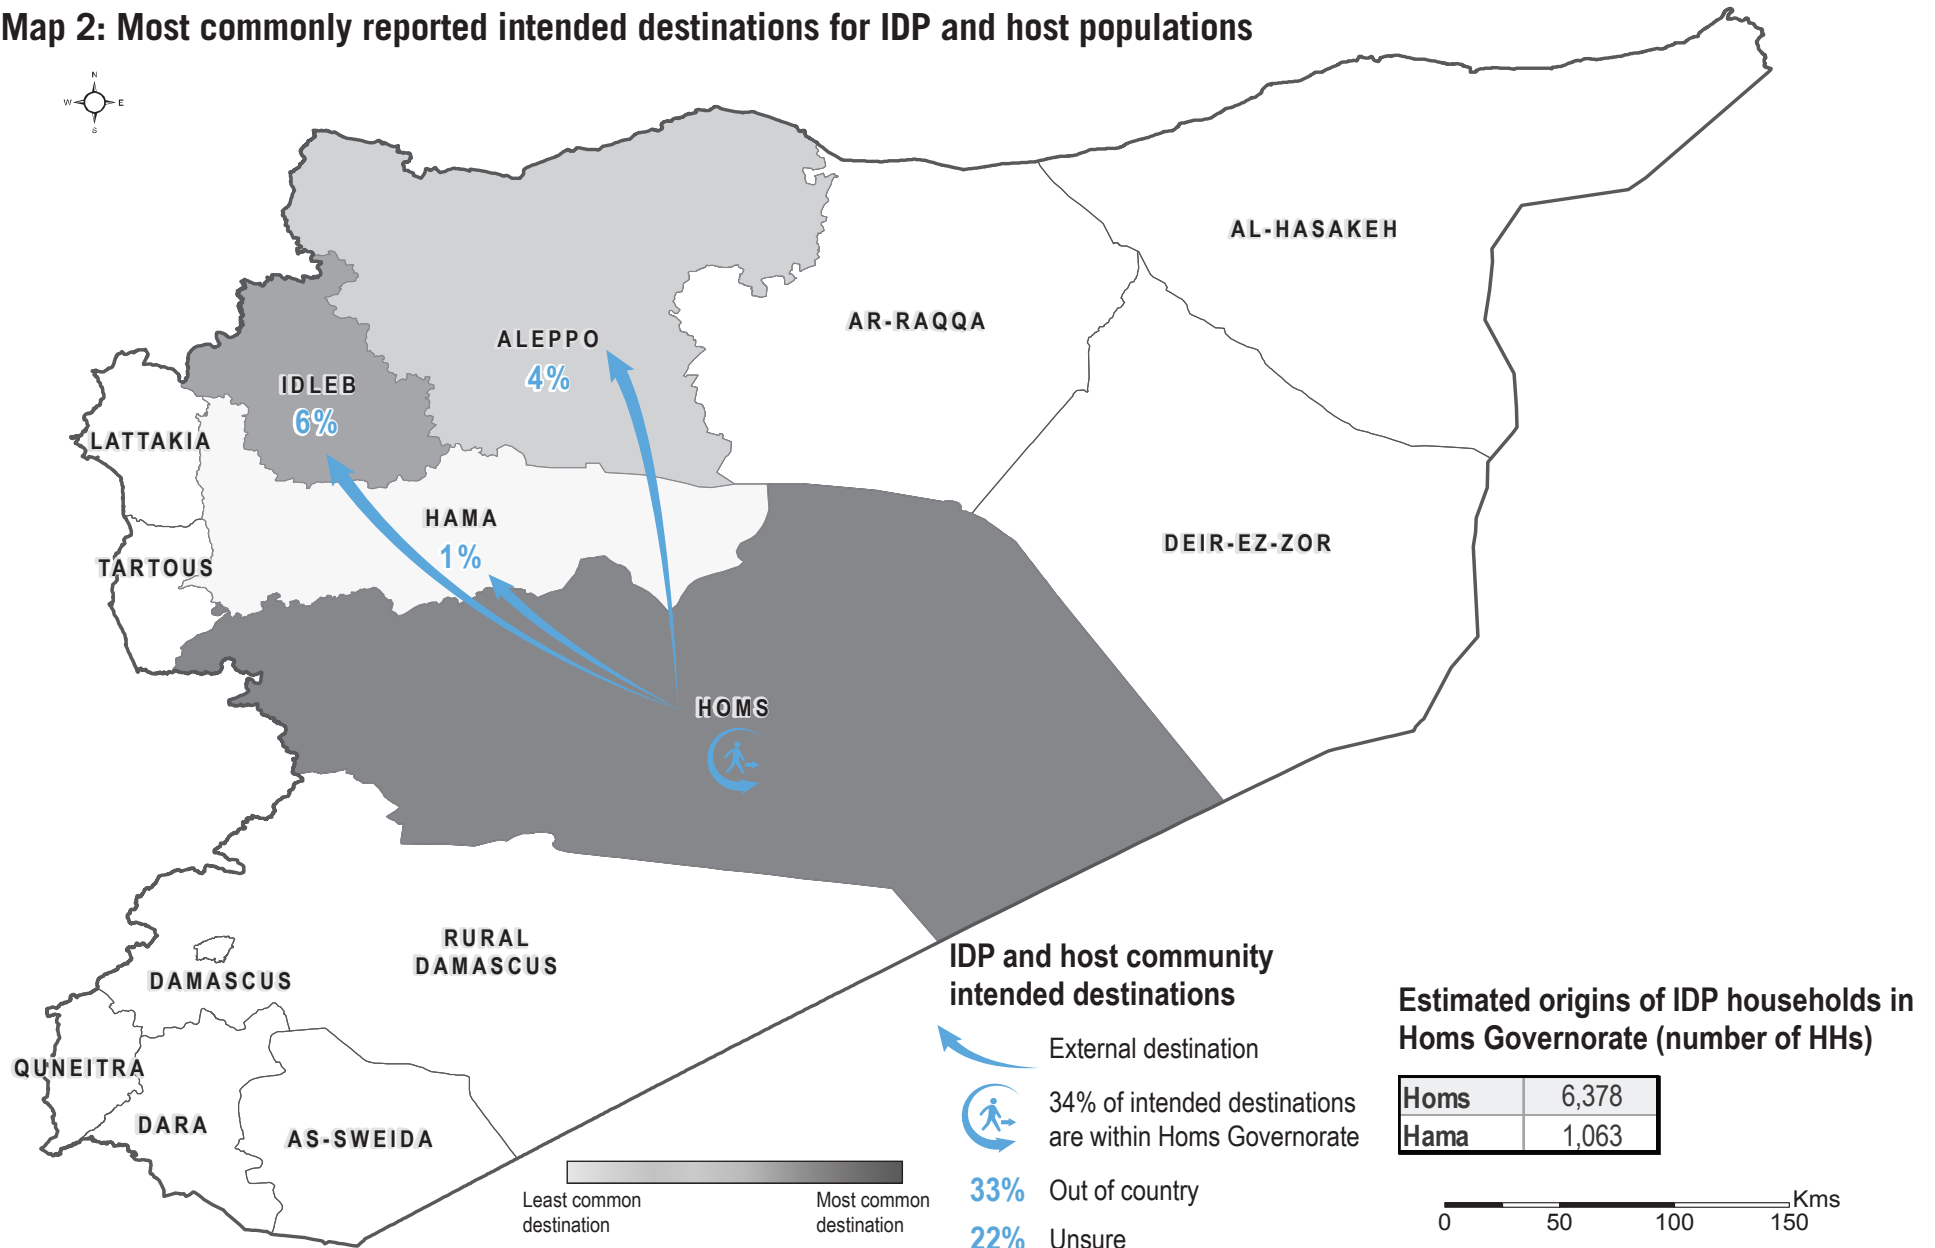 Map 2: Most commonly reported intended destinations for IDP and host populations
N
W E
S
AL-HASAKEH
AR-RAQQA
ALEPPO
4%
IDLEB
6%
LATTAKIA
HAMA
1%
DEIR-EZ-ZOR
TARTOUS
HOMS
RURAL
DAMASCUS
DAMASCUS
QUNEITRA
DARA
AS-SWEIDA
Least common
destination
Most common
destination
IDP and host community
intended destinations
External destination
34% of intended destinations
are within Homs Governorate
33% Out of country
22% Unsure
Estimated origins of IDP households in
Homs Governorate (number of HHs)
Homs 6,378
Hama 1,063
Kms
0 50 100 150